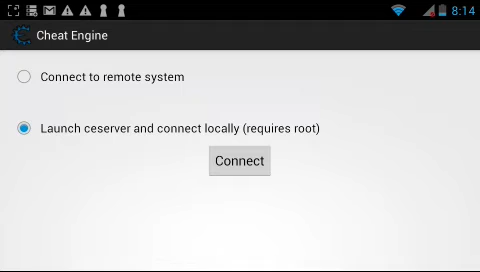 8:14
Cheat Engine
Connect to remote system
Launch ceserver and connect locally (requires root)
Connect